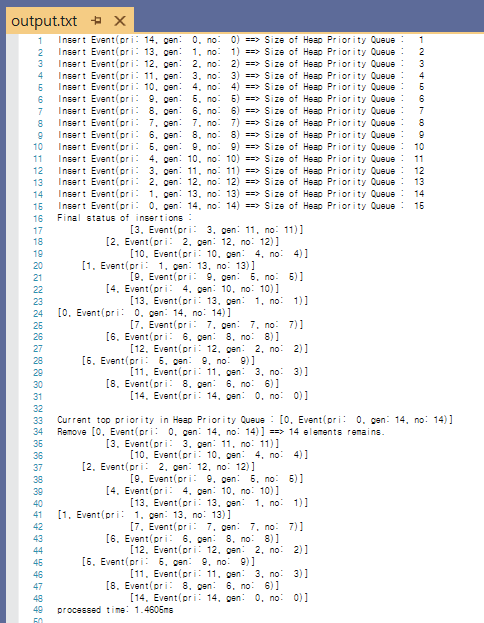 output.txt
1 Insert Event(pri: 14, gen:  0, no:  0) ==> Size of Heap Priority Queue :   1
2 Insert Event(pri: 13, gen:  1, no:  1) ==> Size of Heap Priority Queue :   2
3 Insert Event(pri: 12, gen:  2, no:  2) ==> Size of Heap Priority Queue :   3
4 Insert Event(pri: 11, gen:  3, no:  3) ==> Size of Heap Priority Queue :   4
5 Insert Event(pri: 10, gen:  4, no:  4) ==> Size of Heap Priority Queue :   5
6 Insert Event(pri:  9, gen:  5, no:  5) ==> Size of Heap Priority Queue :   6
7 Insert Event(pri:  8, gen:  6, no:  6) ==> Size of Heap Priority Queue :   7
8 Insert Event(pri:  7, gen:  7, no:  7) ==> Size of Heap Priority Queue :   8
9 Insert Event(pri:  6, gen:  8, no:  8) ==> Size of Heap Priority Queue :   9
10 Insert Event(pri:  5, gen:  9, no:  9) ==> Size of Heap Priority Queue :  10
11 Insert Event(pri:  4, gen: 10, no: 10) ==> Size of Heap Priority Queue :  11
12 Insert Event(pri:  3, gen: 11, no: 11) ==> Size of Heap Priority Queue :  12
13 Insert Event(pri:  2, gen: 12, no: 12) ==> Size of Heap Priority Queue :  13
14 Insert Event(pri:  1, gen: 13, no: 13) ==> Size of Heap Priority Queue :  14
15 Insert Event(pri:  0, gen: 14, no: 14) ==> Size of Heap Priority Queue :  15
16 Final status of insertions :
17 [3, Event(pri:  3, gen: 11, no: 11)]
18 [2, Event(pri:  2, gen: 12, no: 12)]
19 [10, Event(pri: 10, gen:  4, no:  4)]
20 [1, Event(pri:  1, gen: 13, no: 13)]
21 [9, Event(pri:  9, gen:  5, no:  5)]
22 [4, Event(pri:  4, gen: 10, no: 10)]
23 [13, Event(pri: 13, gen:  1, no:  1)]
24 [0, Event(pri:  0, gen: 14, no: 14)]
25 [7, Event(pri:  7, gen:  7, no:  7)]
26 [6, Event(pri:  6, gen:  8, no:  8)]
27 [12, Event(pri: 12, gen:  2, no:  2)]
28 [5, Event(pri:  5, gen:  9, no:  9)]
29 [11, Event(pri: 11, gen:  3, no:  3)]
30 [8, Event(pri:  8, gen:  6, no:  6)]
31 [14, Event(pri: 14, gen:  0, no:  0)]
32
33 Current top priority in Heap Priority Queue : [0, Event(pri:  0, gen: 14, no: 14)]
34 Remove [0, Event(pri:  0, gen: 14, no: 14)] ==> 14 elements remains.
35 [3, Event(pri:  3, gen: 11, no: 11)]
36 [10, Event(pri: 10, gen:  4, no:  4)]
37 [2, Event(pri:  2, gen: 12, no: 12)]
38 [9, Event(pri:  9, gen:  5, no:  5)]
39 [4, Event(pri:  4, gen: 10, no: 10)]
40 [13, Event(pri: 13, gen:  1, no:  1)]
41 [1, Event(pri:  1, gen: 13, no: 13)]
42 [7, Event(pri:  7, gen:  7, no:  7)]
43 [6, Event(pri:  6, gen:  8, no:  8)]
44 [12, Event(pri: 12, gen:  2, no:  2)]
45 [5, Event(pri:  5, gen:  9, no:  9)]
46 [11, Event(pri: 11, gen:  3, no:  3)]
47 [8, Event(pri:  8, gen:  6, no:  6)]
48 [14, Event(pri: 14, gen:  0, no:  0)]
49 processed time: 1.4605ms
50